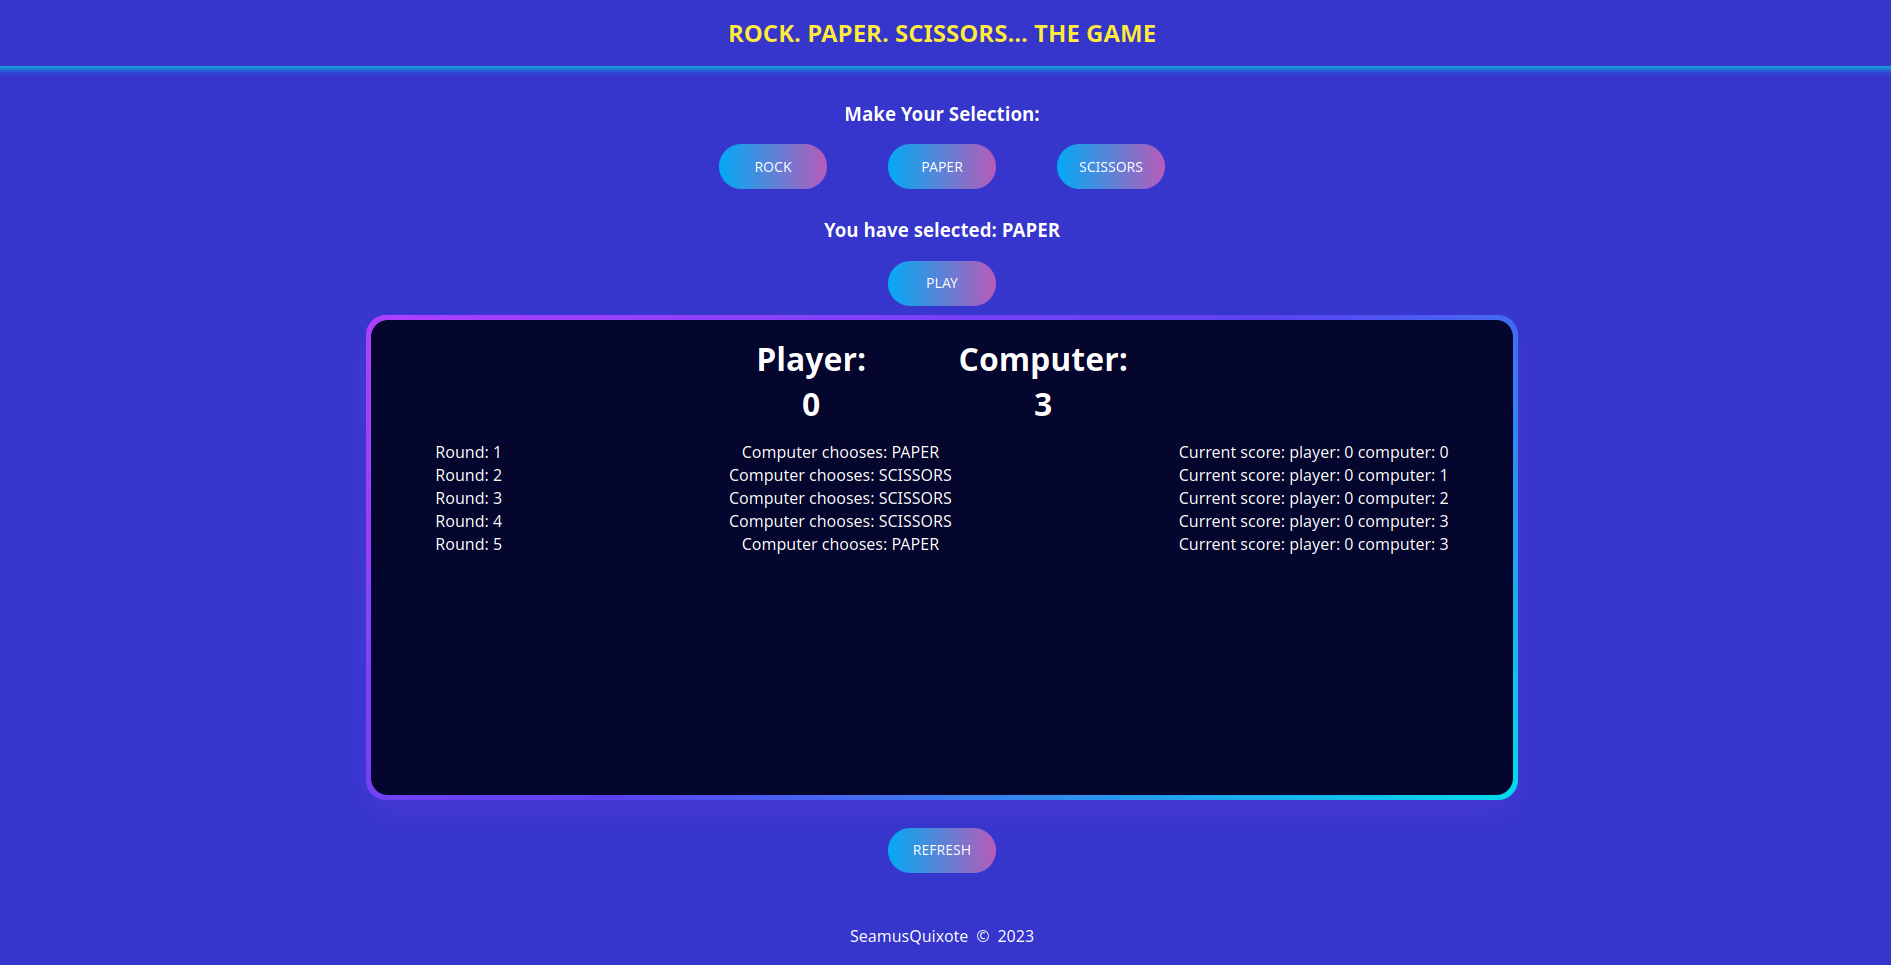 ROCK. PAPER. SCISSORS... THE GAME
Make Your Selection:
ROCK PAPER SCISSORS
You have selected: PAPER
PLAY
Player: Computer:
0 3
Round: 1 Computer chooses: PAPER Current score: player: 0 computer: 0
Round: 2 Computer chooses: SCISSORS Current score: player: 0 computer: 1
Round: 3 Computer chooses: SCISSORS Current score: player: 0 computer: 2
Round: 4 Computer chooses: SCISSORS Current score: player: 0 computer: 3
Round: 5 Computer chooses: PAPER Current score: player: 0 computer: 3
REFRESH
SeamusQuixote © 2023